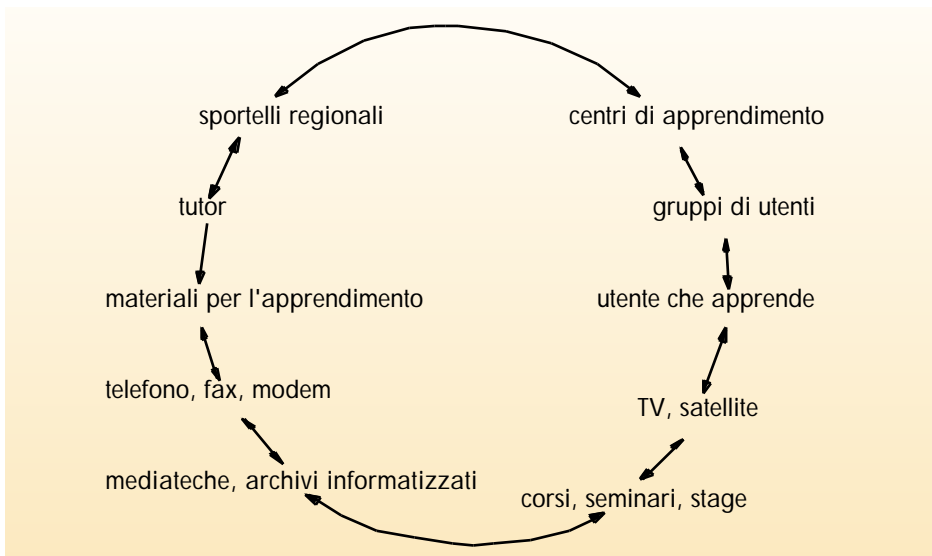 sportelli regionali
centri di apprendimento
tutor
gruppi di utenti
materiali per l'apprendimento
utente che apprende
telefono, fax, modem
TV, satellite
mediateche, archivi informatizzati
corsi, seminari, stage